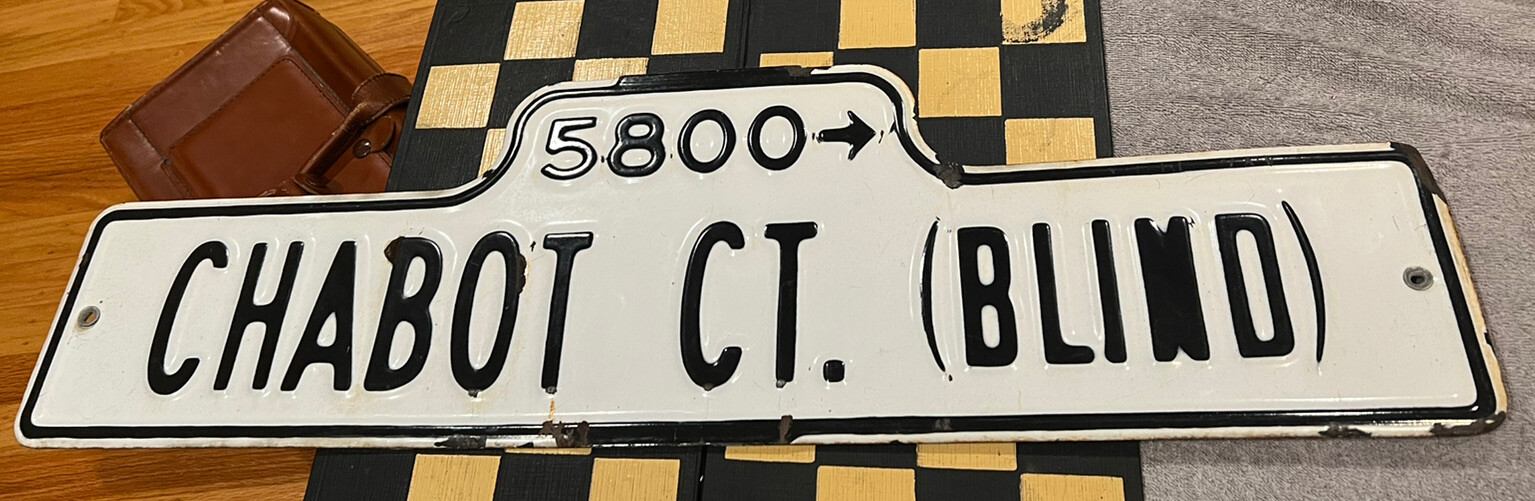 5800→
CHABOT CT. (BLIND)